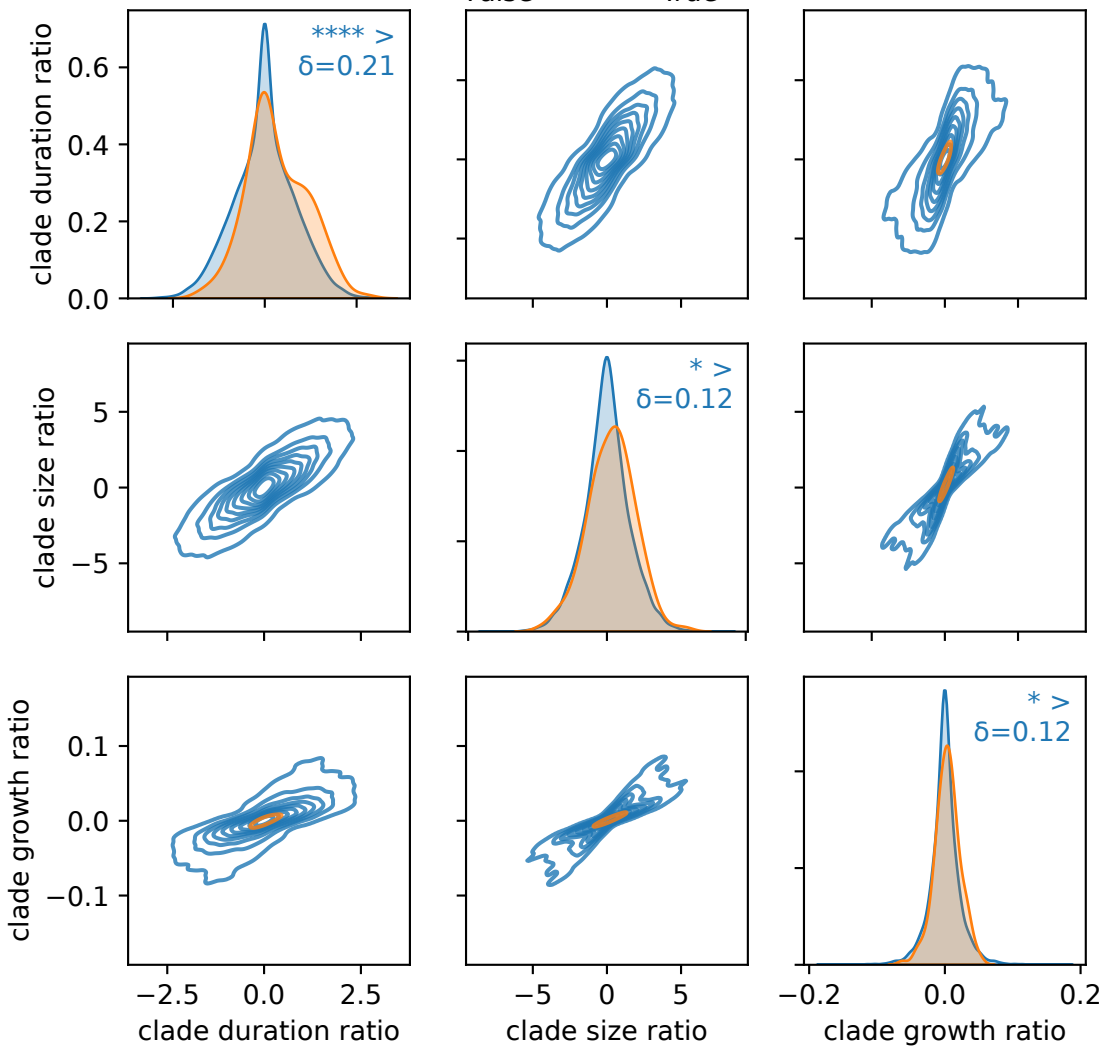 clade duration ratio
0.6
0.4
0.2
0.0
**** >
δ=0.21
clade size ratio
5
0
−5
* >
δ=0.12
clade growth ratio
0.1
0.0
−0.1
* >
δ=0.12
−2.5 0.0 2.5
−5 0 5
−0.2 0.0 0.2
clade duration ratio
clade size ratio
clade growth ratio